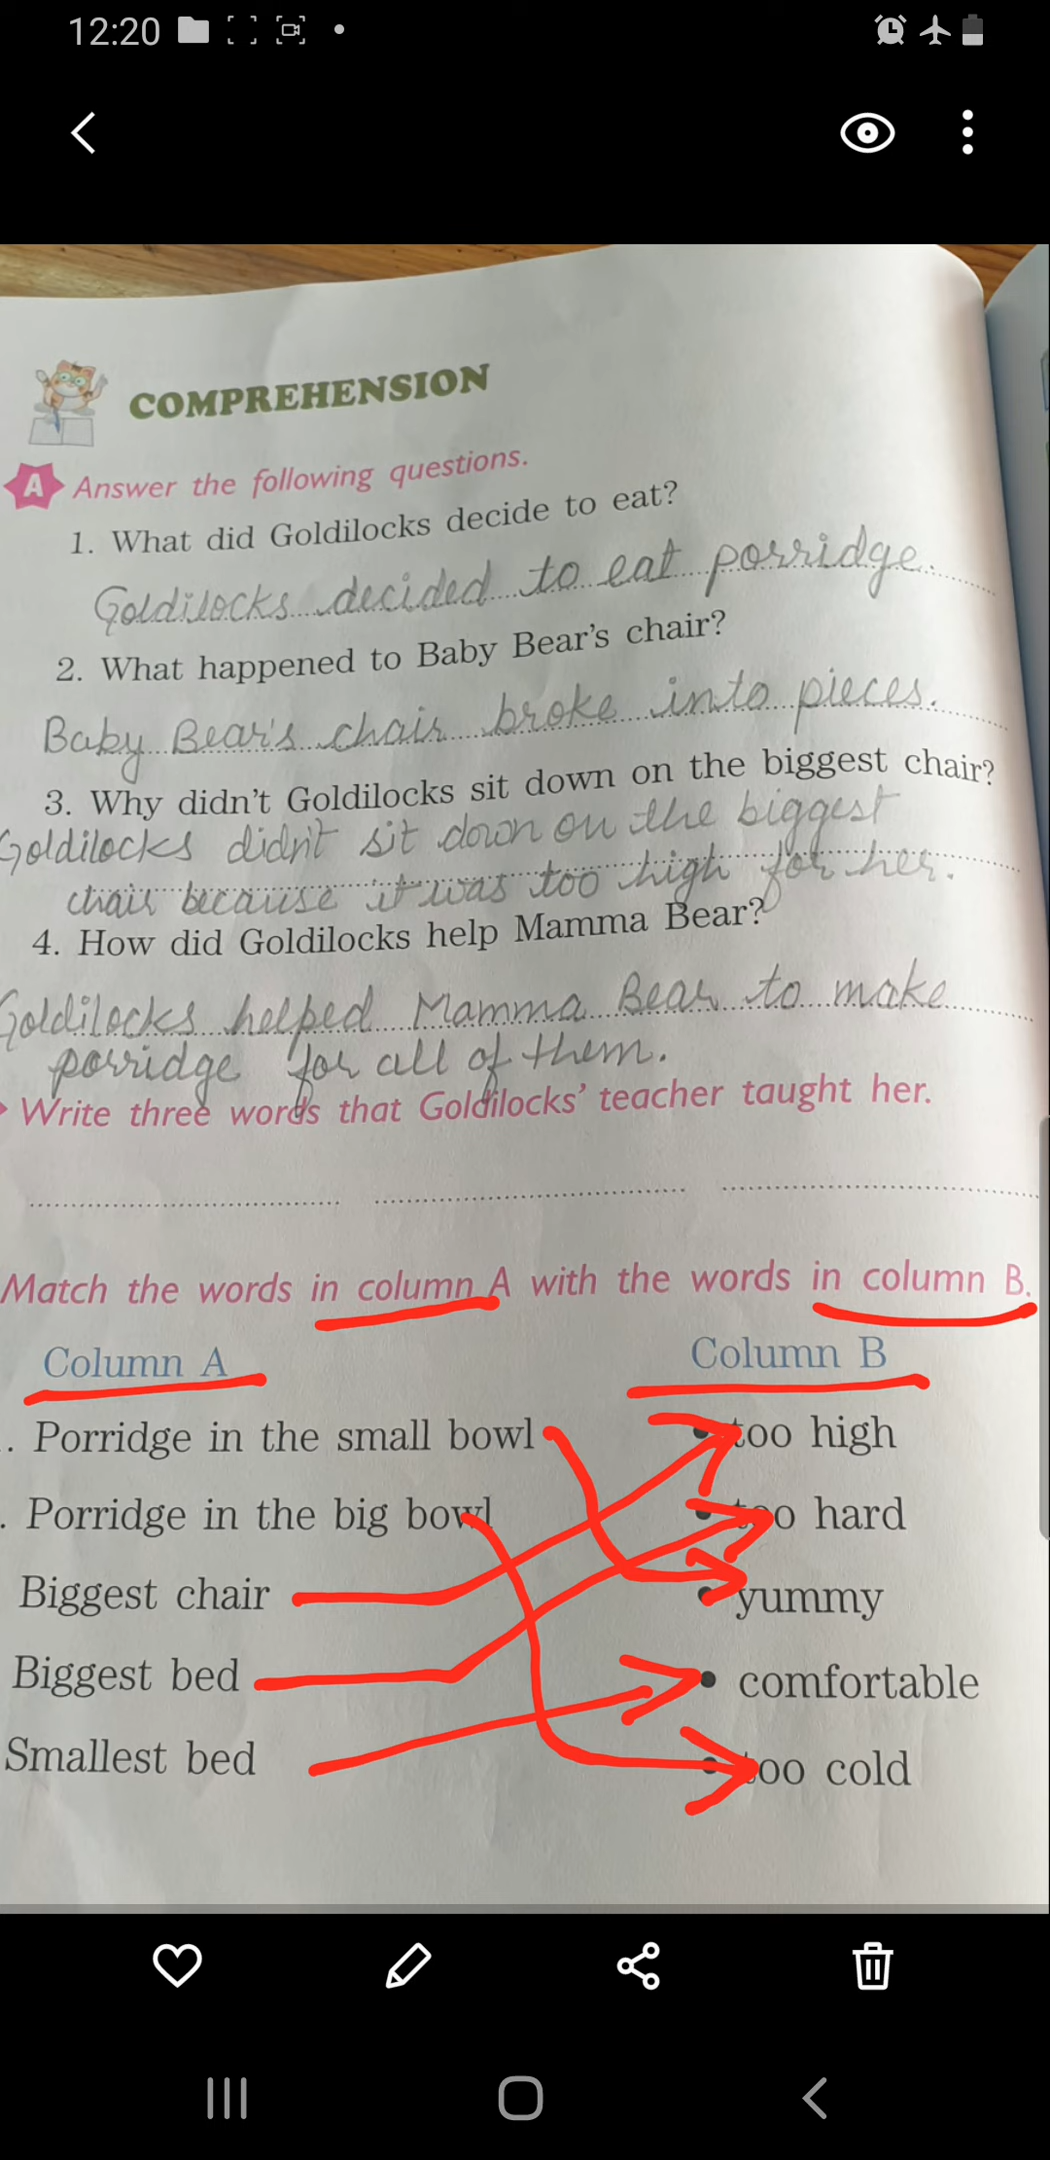 12:20
COMPREHENSION
A Answer the following questions.
1. What did Goldilocks decide to eat?
Goldilocks decided to eat porridge.
2. What happened to Baby Bear's chair?
Baby Bear's chair broke into pieces.
3. Why didn't Goldilocks sit down on the biggest chair?
Goldilocks didn't sit down on the biggest
chair because it was too high for her.
4. How did Goldilocks help Mamma Bear?
Goldilocks helped Mamma Bear to make
porridge for all of them.
Write three words that Goldilocks' teacher taught her.
Match the words in column A with the words in column B.
Column A Column B
. Porridge in the small bowl • too high
. Porridge in the big bowl • too hard
Biggest chair • yummy
Biggest bed • comfortable
Smallest bed • too cold